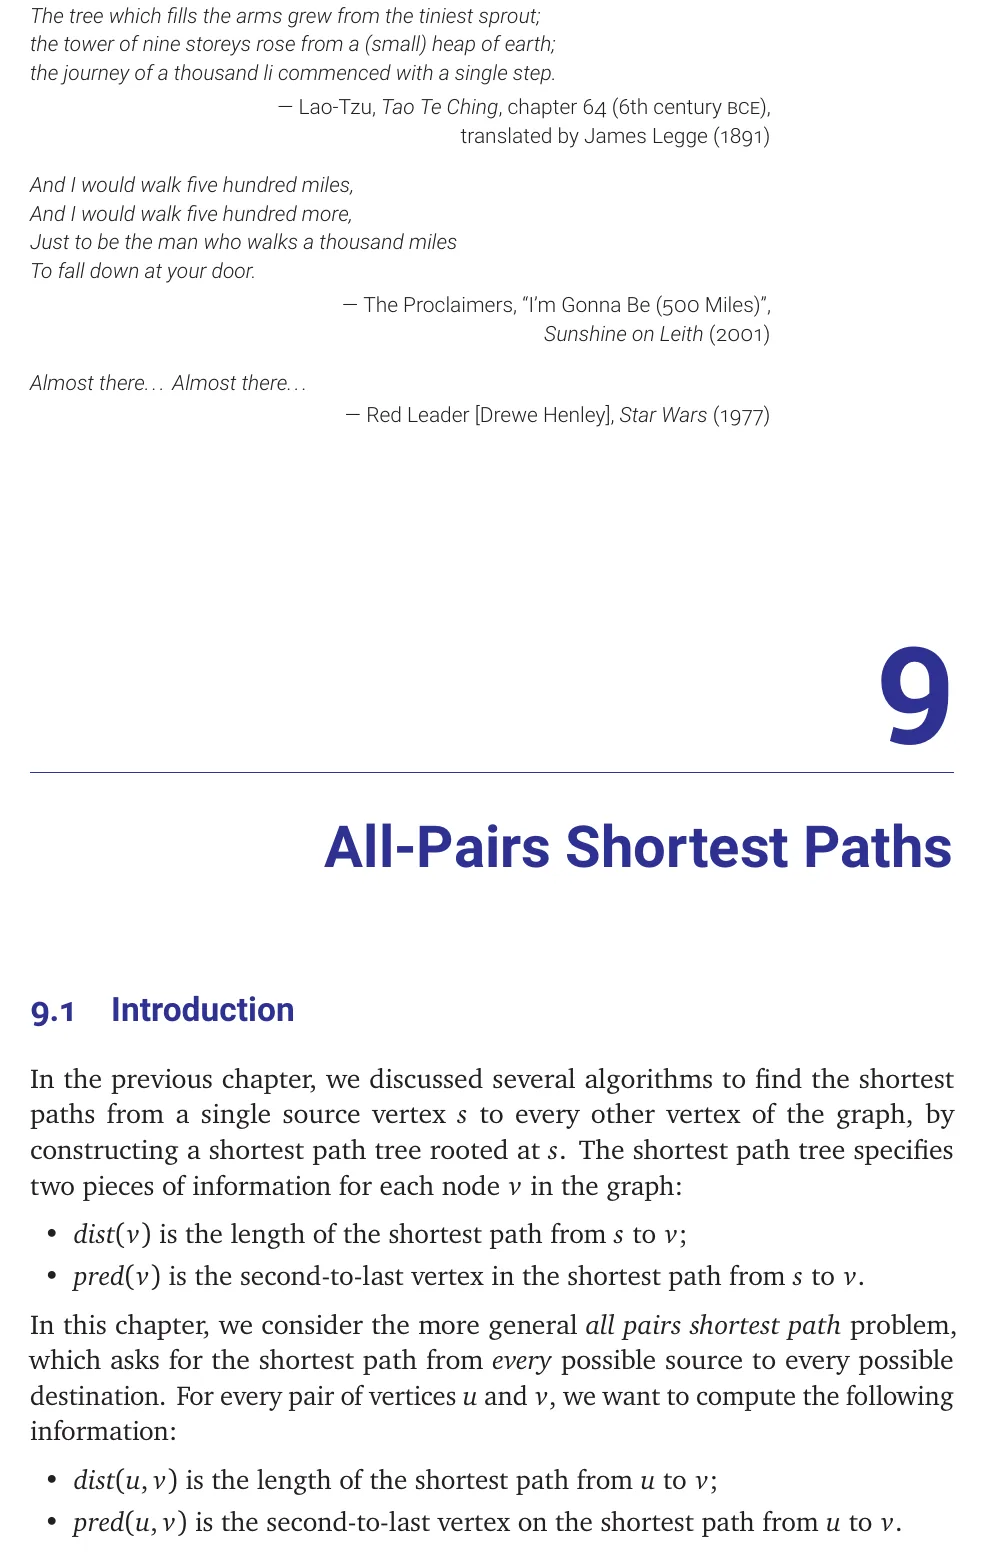 The tree which fills the arms grew from the tiniest sprout;
the tower of nine storeys rose from a (small) heap of earth;
the journey of a thousand li commenced with a single step.
— Lao-Tzu, Tao Te Ching, chapter 64 (6th century BCE),
translated by James Legge (1891)
And I would walk five hundred miles,
And I would walk five hundred more,
Just to be the man who walks a thousand miles
To fall down at your door.
— The Proclaimers, “I’m Gonna Be (500 Miles)”,
Sunshine on Leith (2001)
Almost there... Almost there...
— Red Leader [Drewe Henley], Star Wars (1977)
9
All-Pairs Shortest Paths
9.1 Introduction
In the previous chapter, we discussed several algorithms to find the shortest
paths from a single source vertex s to every other vertex of the graph, by
constructing a shortest path tree rooted at s. The shortest path tree specifies
two pieces of information for each node v in the graph:
• dist(v) is the length of the shortest path from s to v;
• pred(v) is the second-to-last vertex in the shortest path from s to v.
In this chapter, we consider the more general all pairs shortest path problem,
which asks for the shortest path from every possible source to every possible
destination. For every pair of vertices u and v, we want to compute the following
information:
• dist(u, v) is the length of the shortest path from u to v;
• pred(u, v) is the second-to-last vertex on the shortest path from u to v.